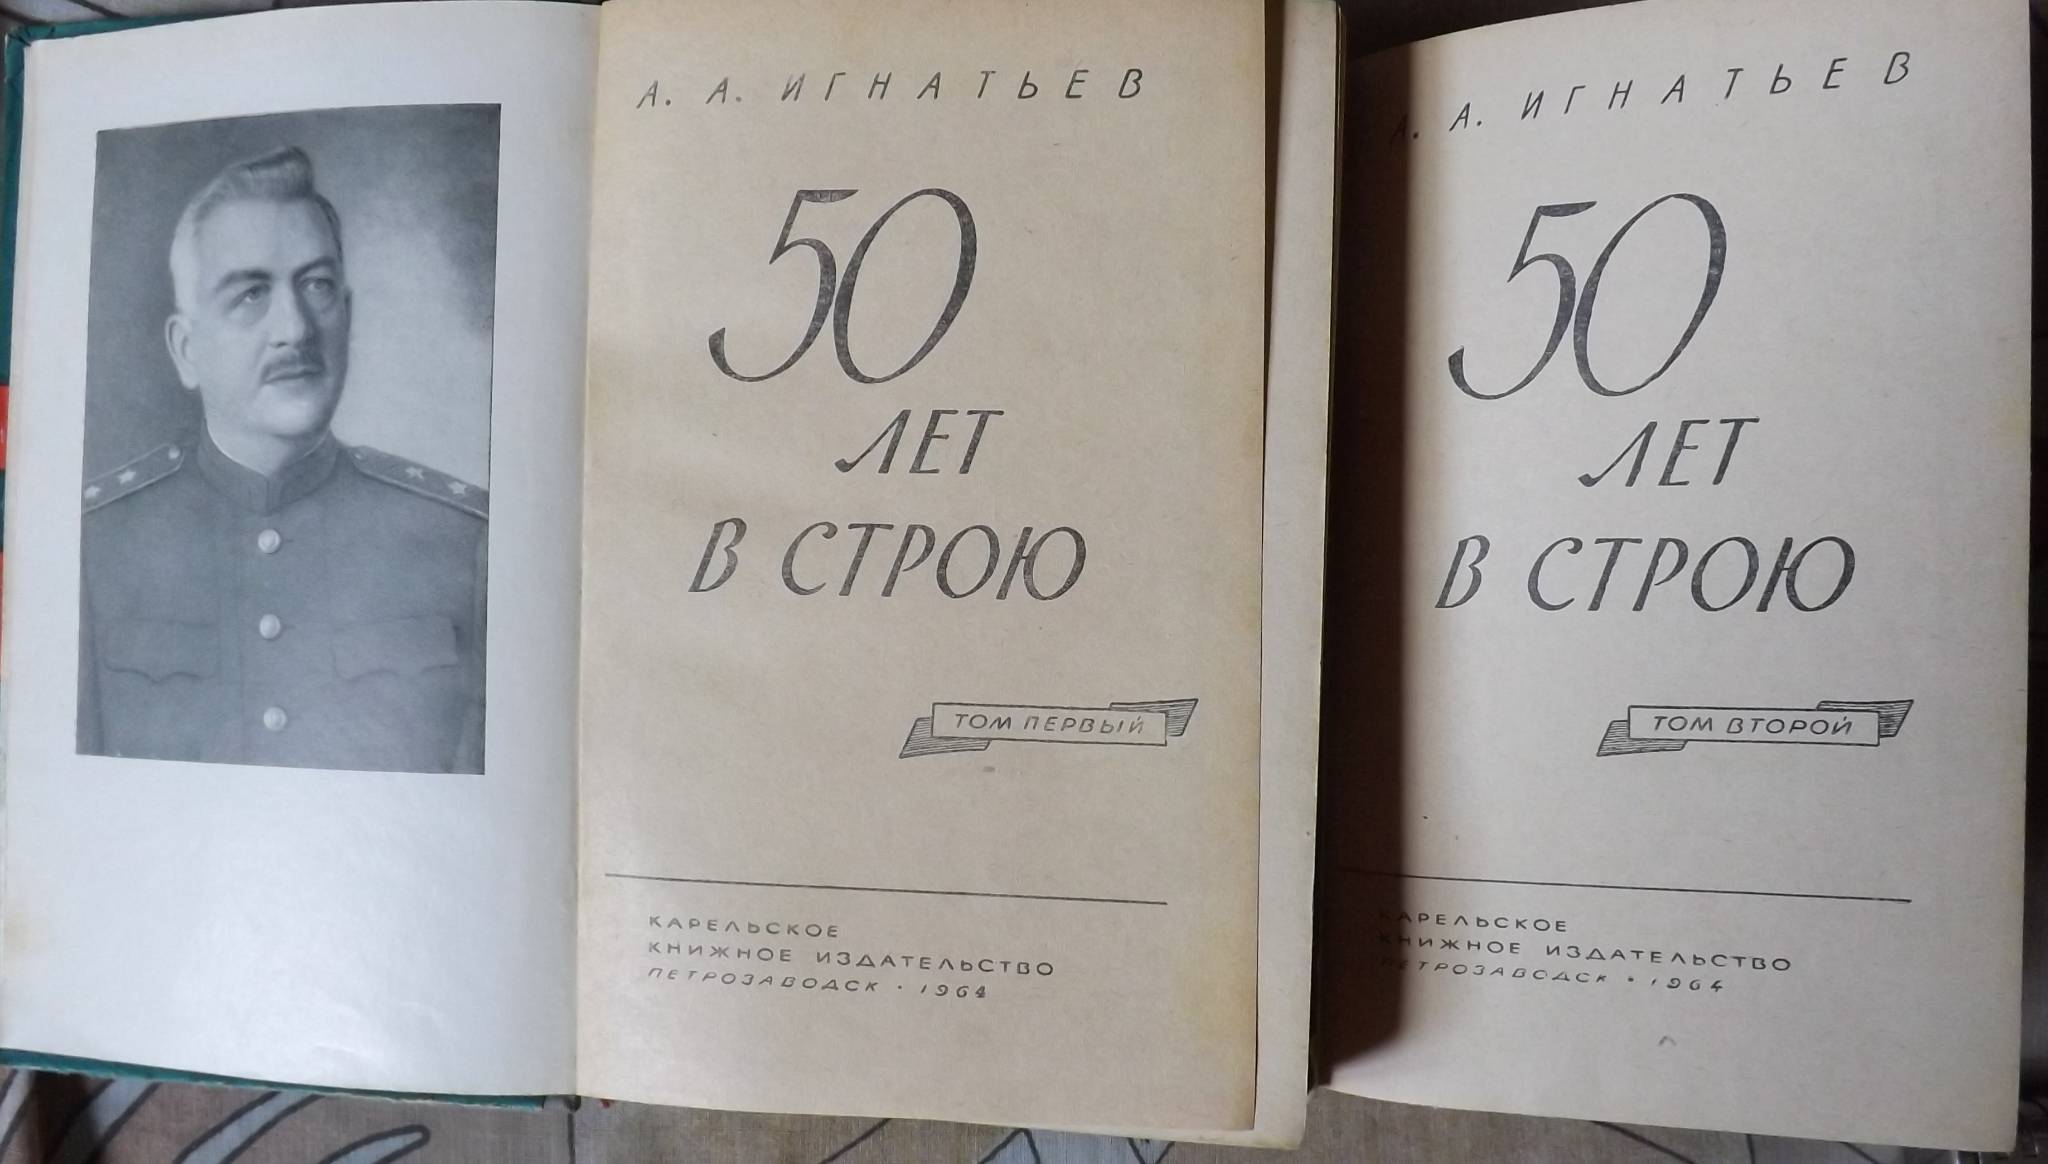 А. А. ИГНАТЬЕВ
50
ЛЕТ
В СТРОЮ
ТОМ ПЕРВЫЙ
КАРЕЛЬСКОЕ
КНИЖНОЕ ИЗДАТЕЛЬСТВО
ПЕТРОЗАВОДСК · 1964
А. А. ИГНАТЬЕВ
50
ЛЕТ
В СТРОЮ
ТОМ ВТОРОЙ
КАРЕЛЬСКОЕ
КНИЖНОЕ ИЗДАТЕЛЬСТВО
ПЕТРОЗАВОДСК · 1964